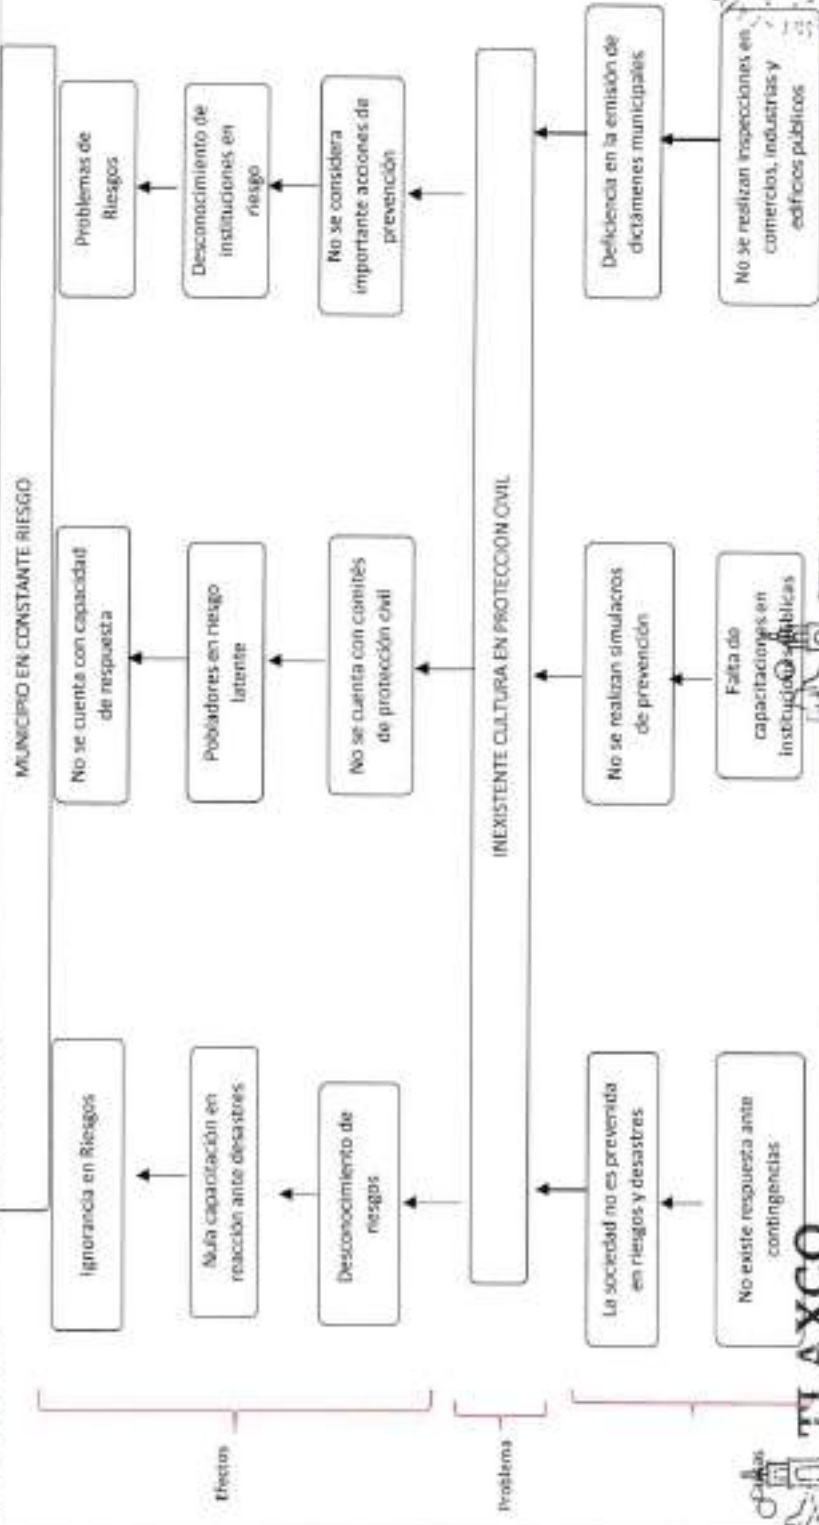 MUNICIPIO EN CONSTANTE RIESGO
Efectos
Ignorancia en Riesgos
No se cuenta con capacidad
de respuesta
Problemas de
Riesgos
Nula capacitación en
reacción ante desastres
Pobladores en riesgo
latente
Desconocimiento de
instituciones en
riesgo
Desconocimiento de
riesgos
No se cuenta con comités
de protección civil
No se considera
importante acciones de
prevención
Problema
INEXISTENTE CULTURA EN PROTECCION CIVIL
La sociedad no es prevenida
en riesgos y desastres
No se realizan simulacros
de prevención
Deficiencia en la emisión de
dictámenes municipales
Causas
No existe respuesta ante
contingencias
Falta de
capacitaciones en
instituciones públicas
No se realizan inspecciones en
comercios, industrias y
edificios públicos
TLAXCO